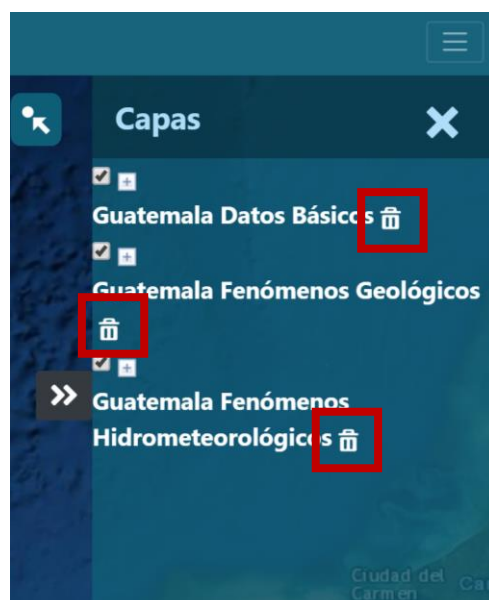 Capas
Guatemala Datos Básicos
Guatemala Fenómenos Geológicos
Guatemala Fenómenos
Hidrometeorológicos
Ciudad del
Carmen